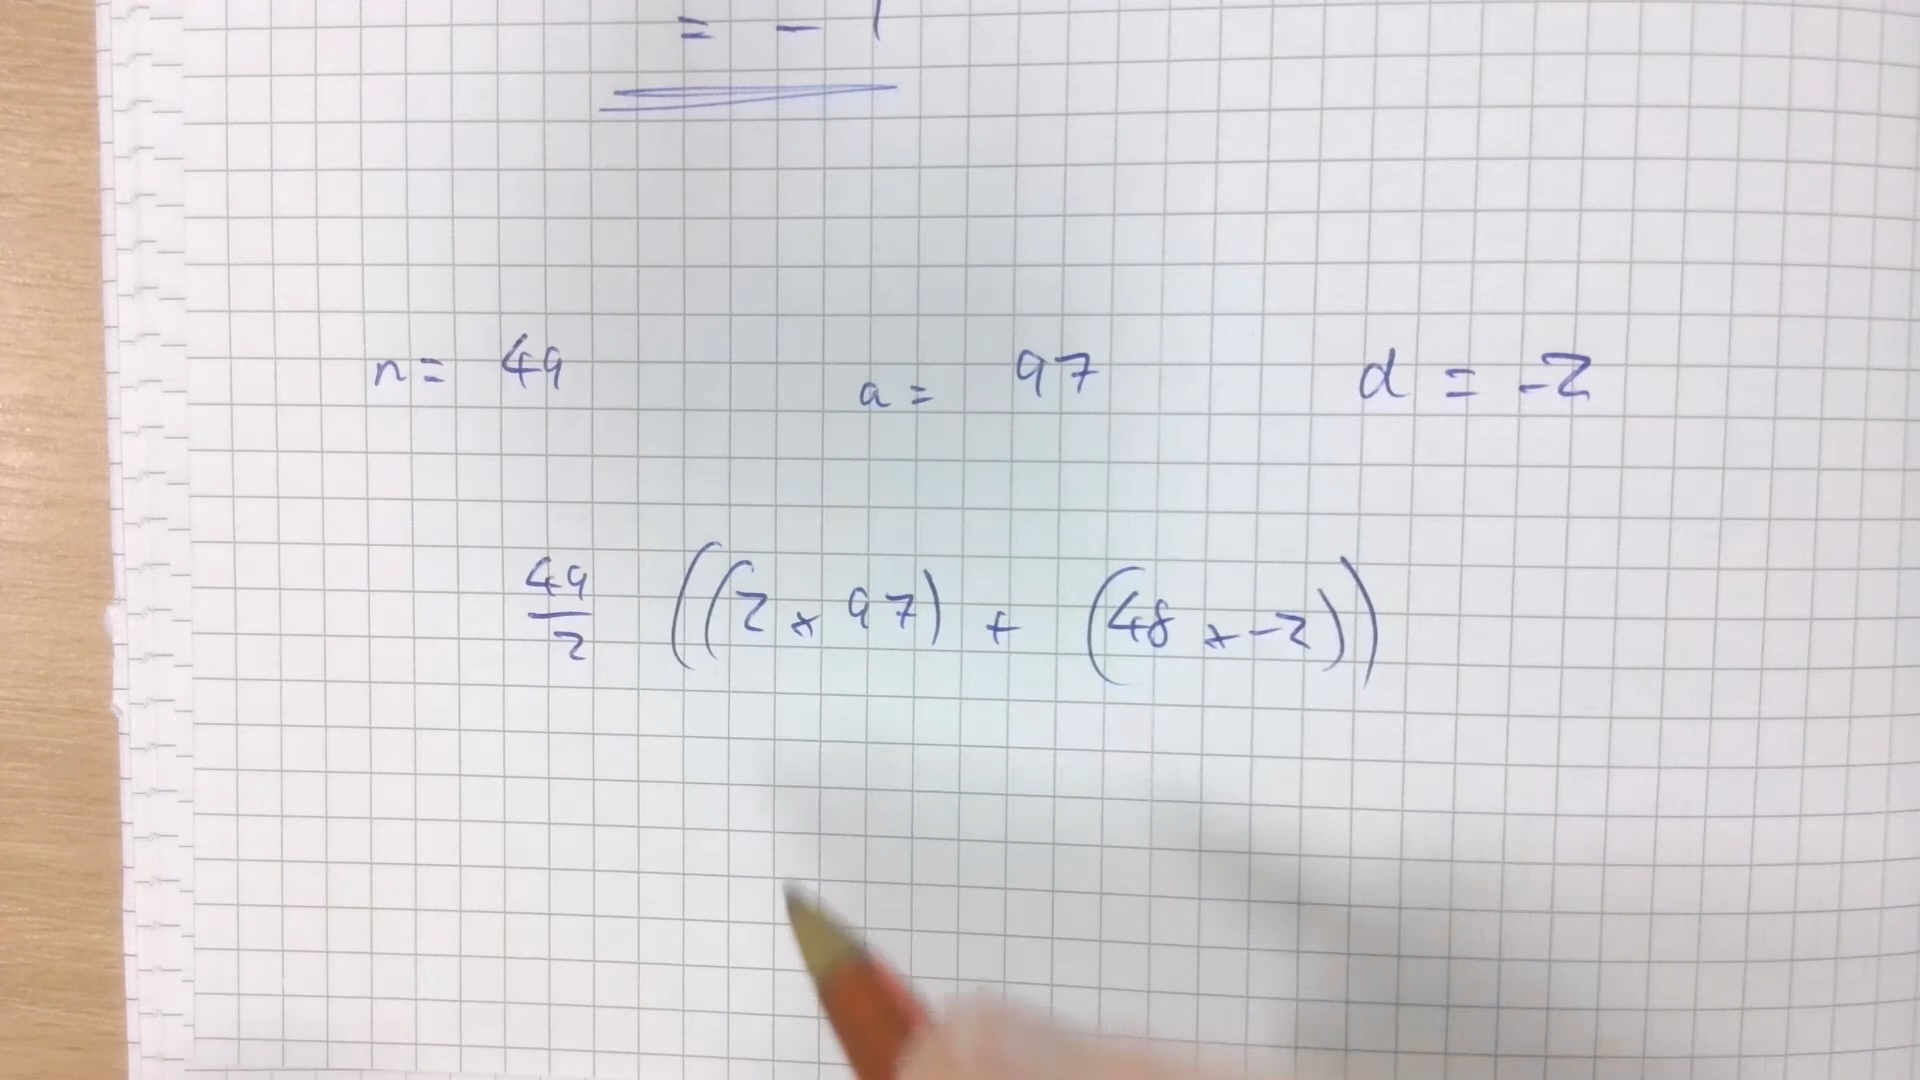 = - 1
n = 49 a = 97 d = -2
49/2 ((2 × 97) + (48 × -2))